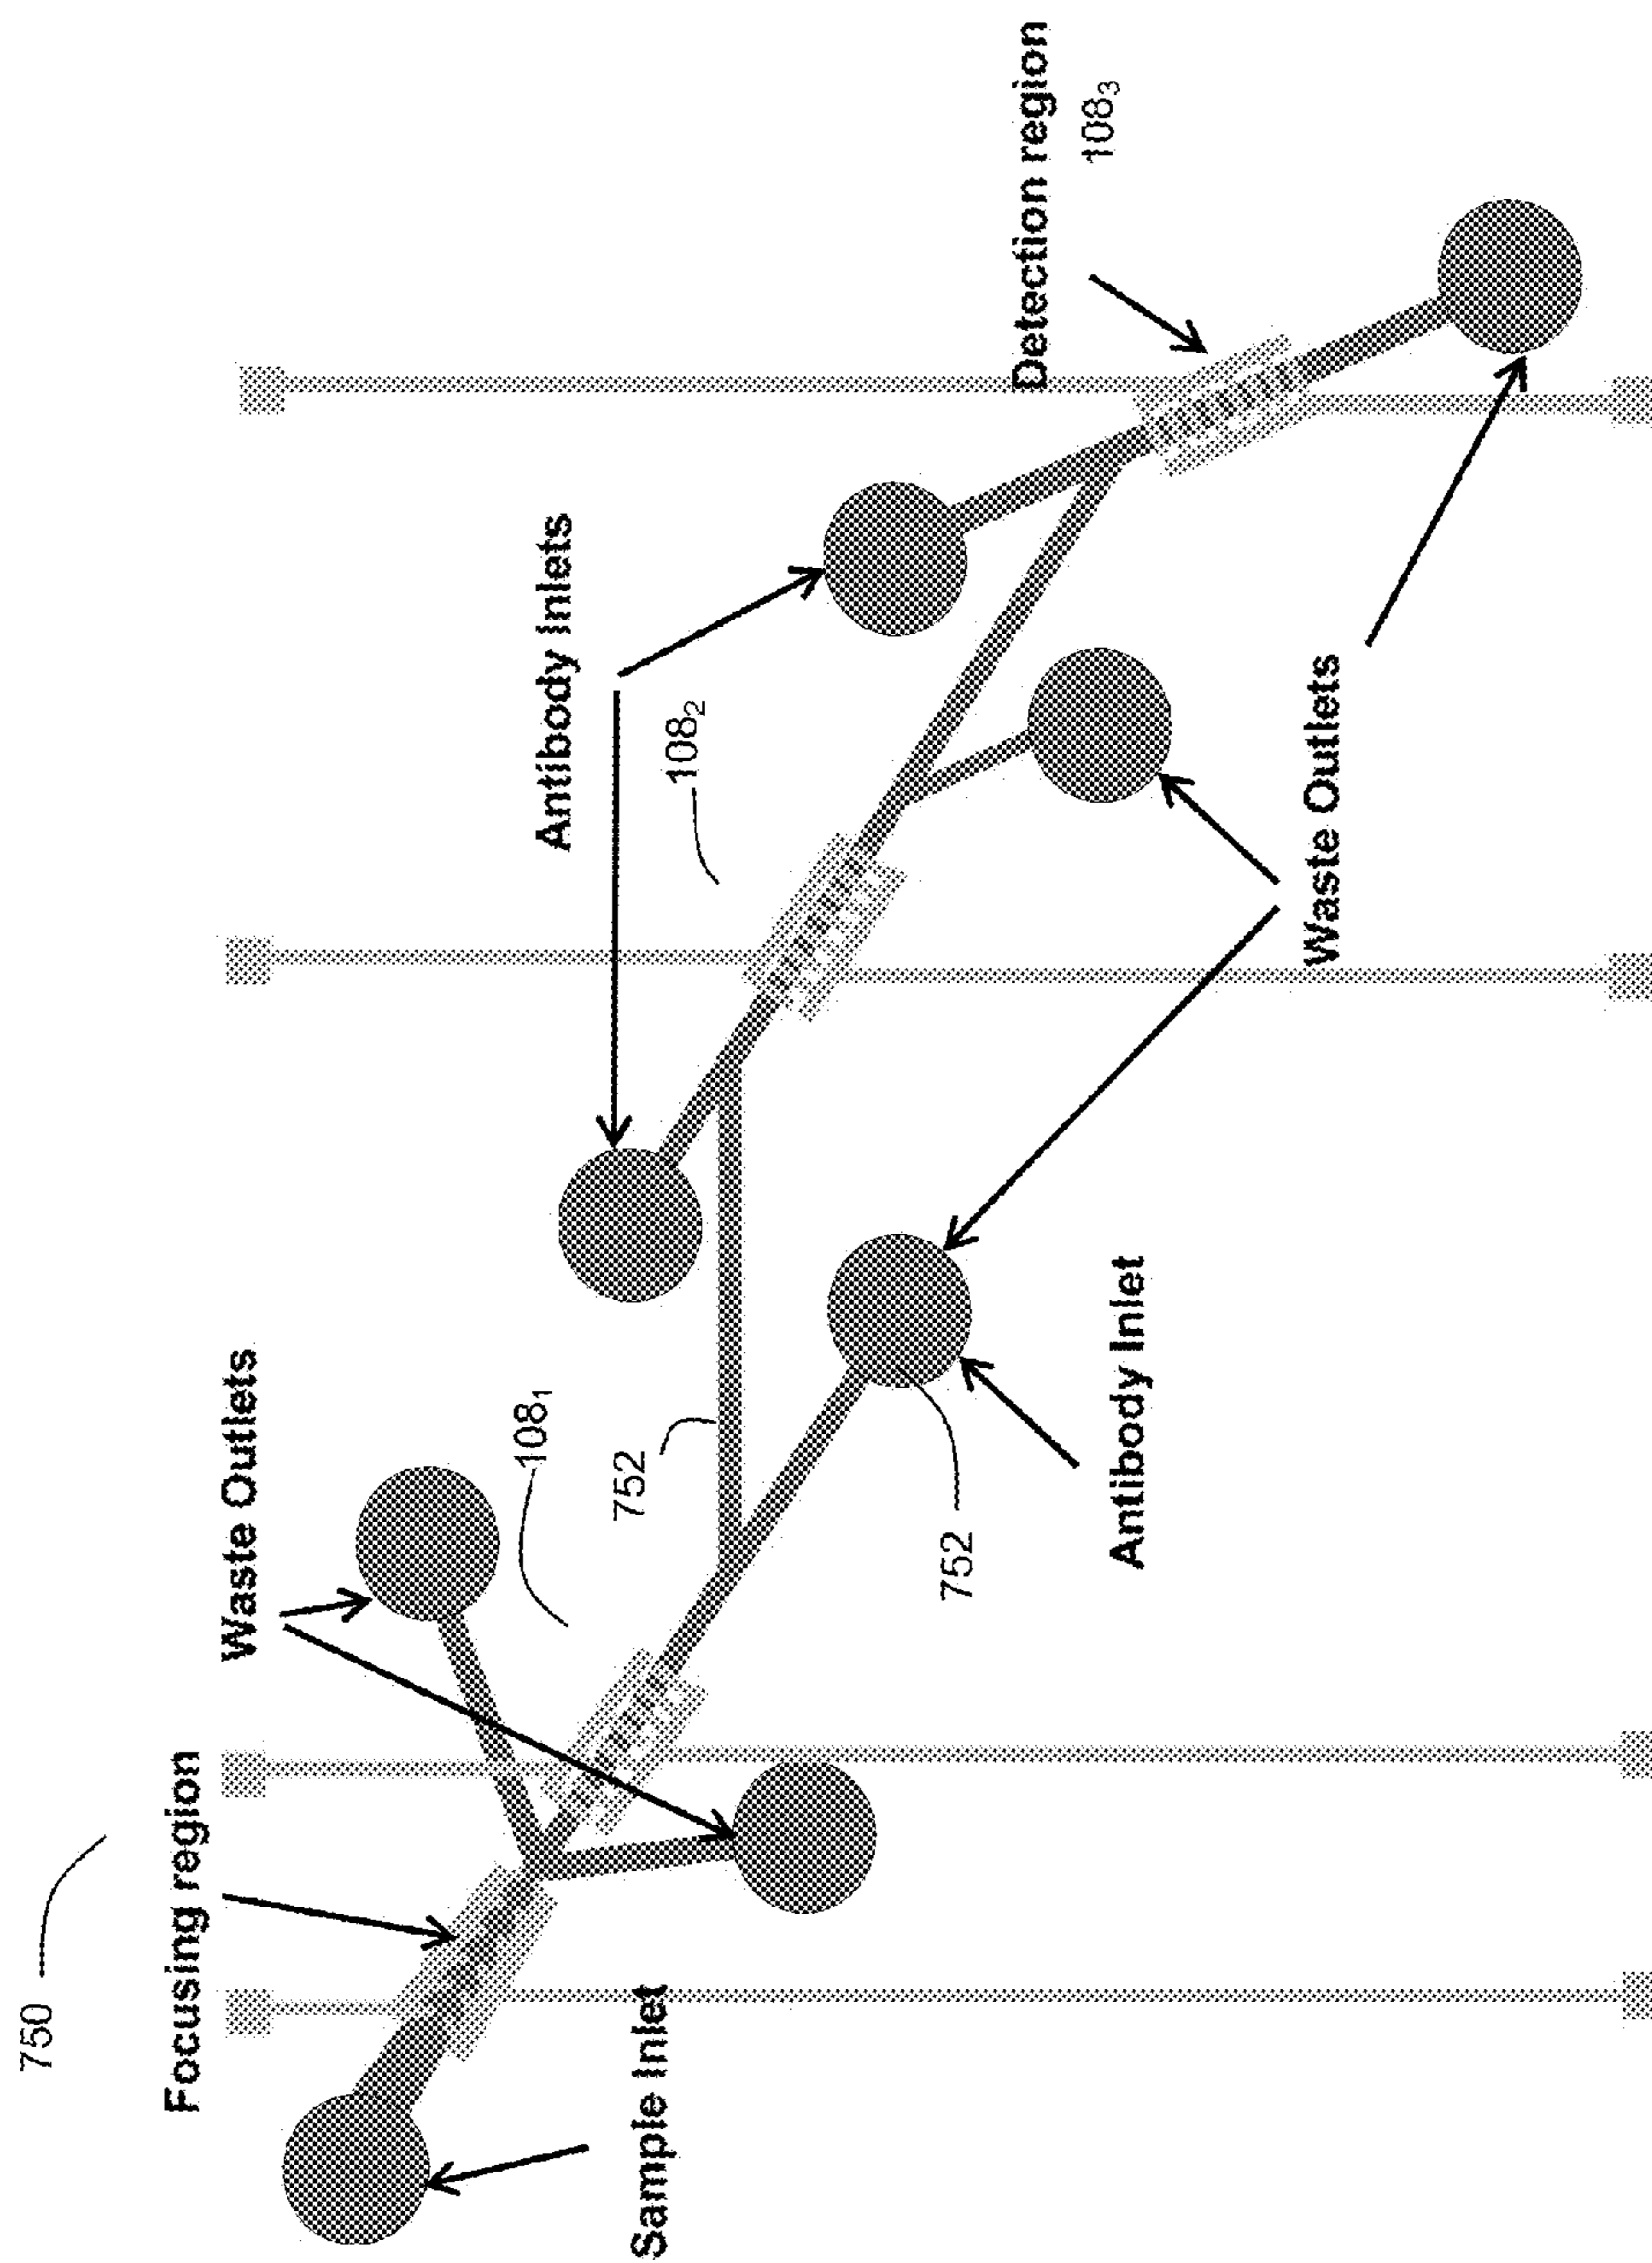 750
Focusing region
Sample Inlet
Waste Outlets
108₁
752
752
Antibody Inlet
Antibody Inlets
108₂
Waste Outlets
Detection region
108₃